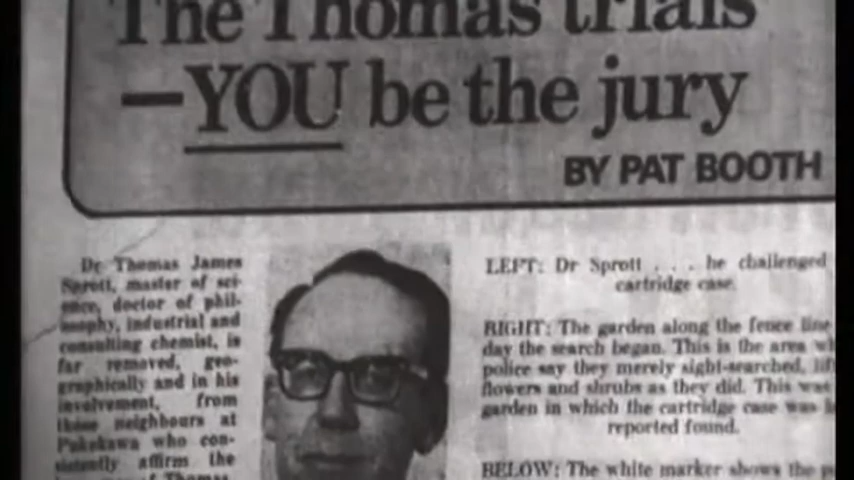 The Thomas trials
—YOU be the jury
BY PAT BOOTH
Dr Thomas James
Sprott, master of sci-
ence, doctor of phil-
osophy, industrial and
consulting chemist, is
far removed, geo-
graphically and in his
involvement, from
those neighbours at
Pukekawa who con-
sistently affirm the
of Thomas
LEFT: Dr Sprott . . . he challenged
cartridge case.
RIGHT: The garden along the fence line
day the search began. This is the area
police say they merely sight-searched,
flowers and shrubs as they did. This was
garden in which the cartridge case was
reported found.
BELOW: The white marker shows the